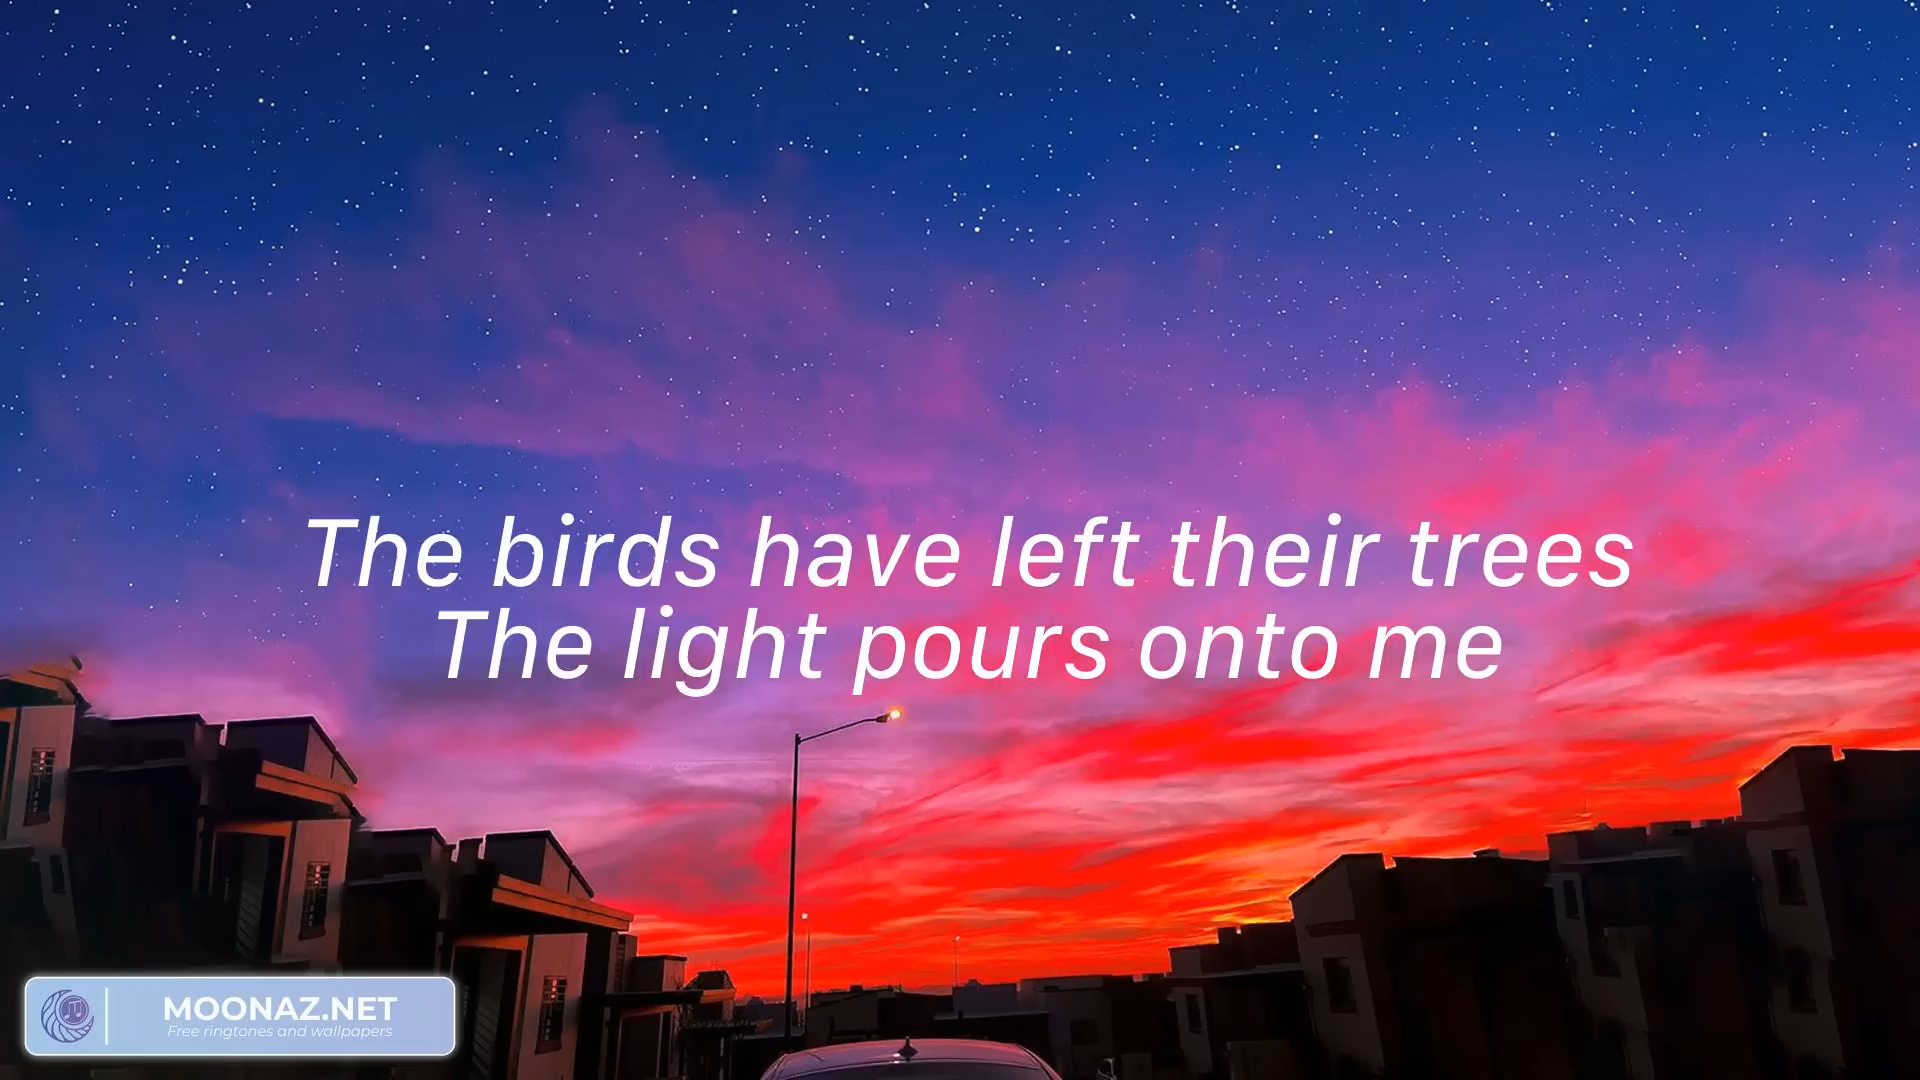 The birds have left their trees
The light pours onto me
MOONAZ.NET
Free ringtones and wallpapers